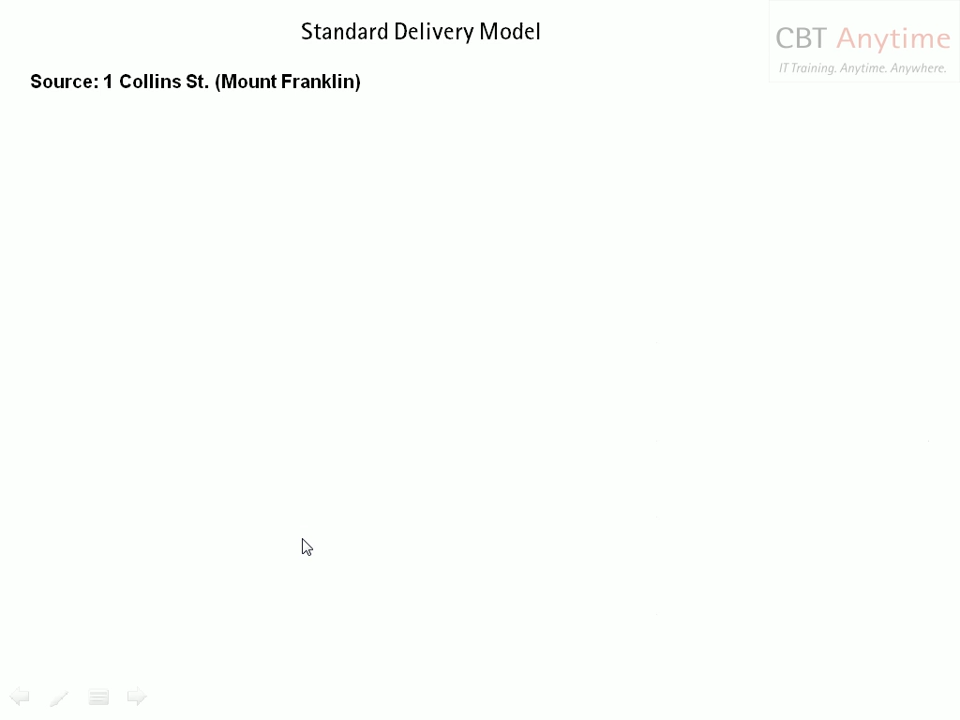 Standard Delivery Model
CBT Anytime
IT Training. Anytime. Anywhere.
Source: 1 Collins St. (Mount Franklin)